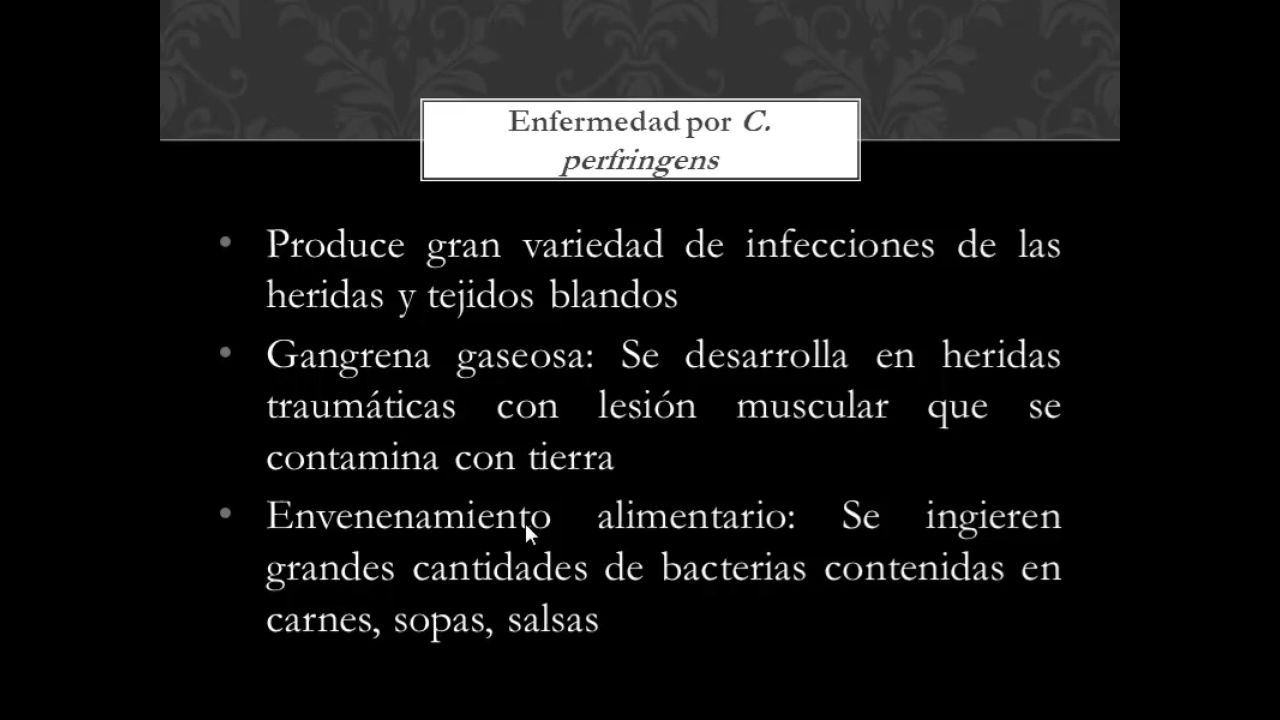 Enfermedad por C.
perfringens
• Produce gran variedad de infecciones de las
heridas y tejidos blandos
• Gangrena gaseosa: Se desarrolla en heridas
traumáticas con lesión muscular que se
contamina con tierra
• Envenenamiento alimentario: Se ingieren
grandes cantidades de bacterias contenidas en
carnes, sopas, salsas